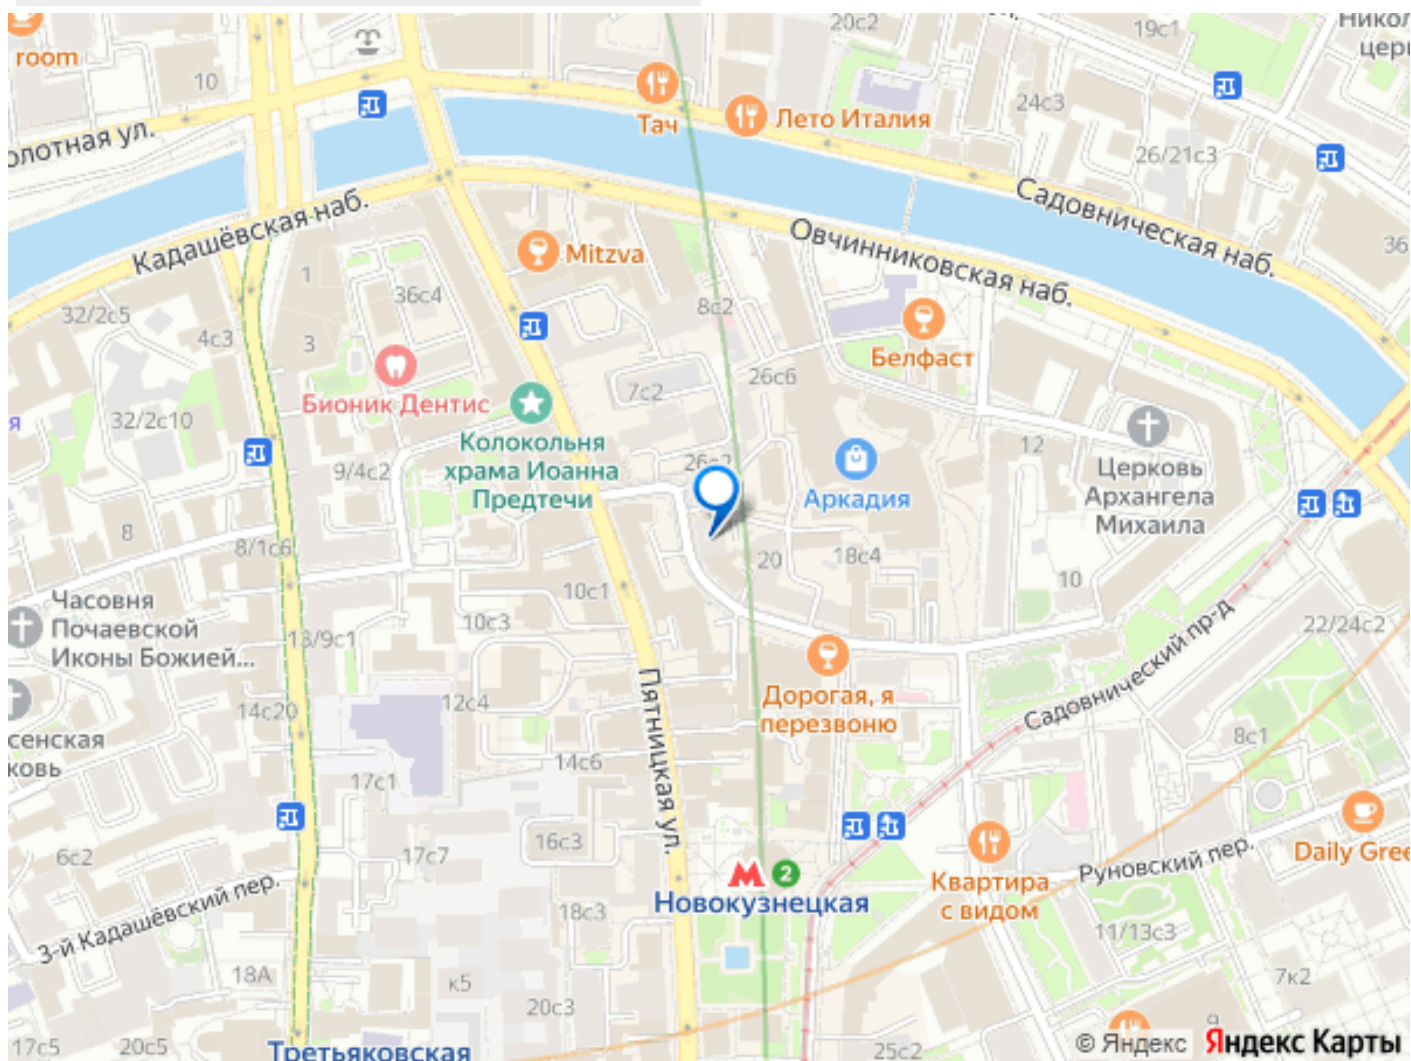 room
10
20с2
19с1
Никол
церк
Тач
Лето Италия
24с3
олотная ул.
26/21с3
Садовническая наб.
36
Кадашёвская наб.
Mitzva
Овчинниковская наб.
1
36с4
8с2
32/2с5
4с3
3
Белфаст
26с6
7с2
Бионик Дентис
я
32/2с10
Колокольня
храма Иоанна
Предтечи
9/4с2
12
Церковь
Архангела
Михаила
Аркадия
8
8/1с6
20
18с4
10с1
10
Часовня
Почаевской
Иконы Божией...
13/9с1
10с3
22/24с2
Садовнический пр-д
Пятницкая ул.
Дорогая, я
перезвоню
14с20
12с4
сенская
ковь
8с1
14с6
17с1
16с3
6с2
17с7
Руновский пер.
Daily Gree
М 2
Новокузнецкая
Квартира
с видом
3-й Кадашёвский пер.
18с3
11/13с3
18А
к5
7к2
20с3
9
17с5
20с5
Третьяковская
25с2
© Яндекс Яндекс Карты